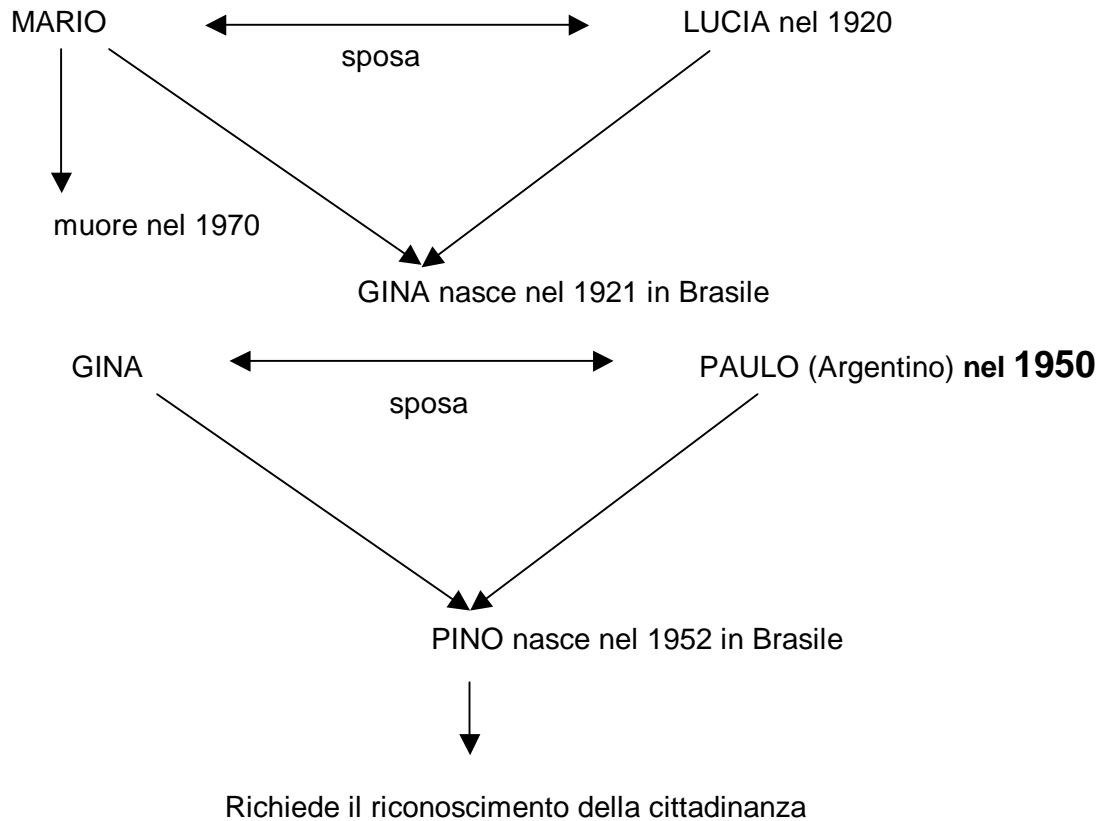 MARIO LUCIA nel 1920
sposa
muore nel 1970
GINA nasce nel 1921 in Brasile
GINA PAULO (Argentino) nel 1950
sposa
PINO nasce nel 1952 in Brasile
Richiede il riconoscimento della cittadinanza